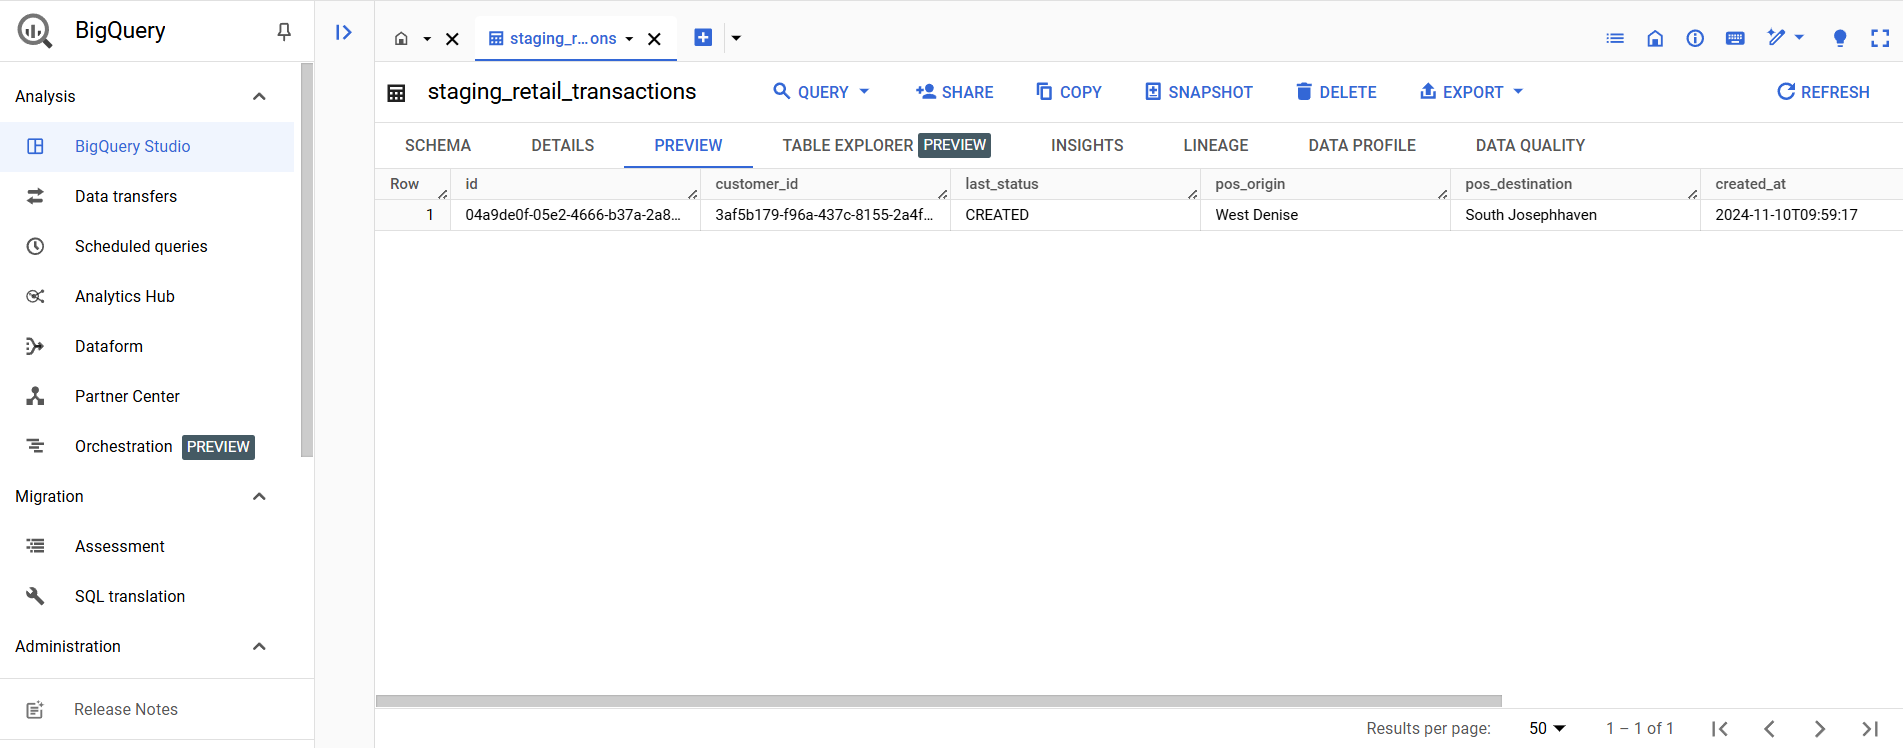 BigQuery
Analysis
BigQuery Studio
Data transfers
Scheduled queries
Analytics Hub
Dataform
Partner Center
Orchestration PREVIEW
Migration
Assessment
SQL translation
Administration
Release Notes
staging_r...ons
staging_retail_transactions
QUERY SHARE COPY SNAPSHOT DELETE EXPORT REFRESH
SCHEMA DETAILS PREVIEW TABLE EXPLORER PREVIEW INSIGHTS LINEAGE DATA PROFILE DATA QUALITY
Row id customer_id last_status pos_origin pos_destination created_at
1 04a9de0f-05e2-4666-b37a-2a8... 3af5b179-f96a-437c-8155-2a4f... CREATED West Denise South Josephhaven 2024-11-10T09:59:17
Results per page: 50 1 – 1 of 1